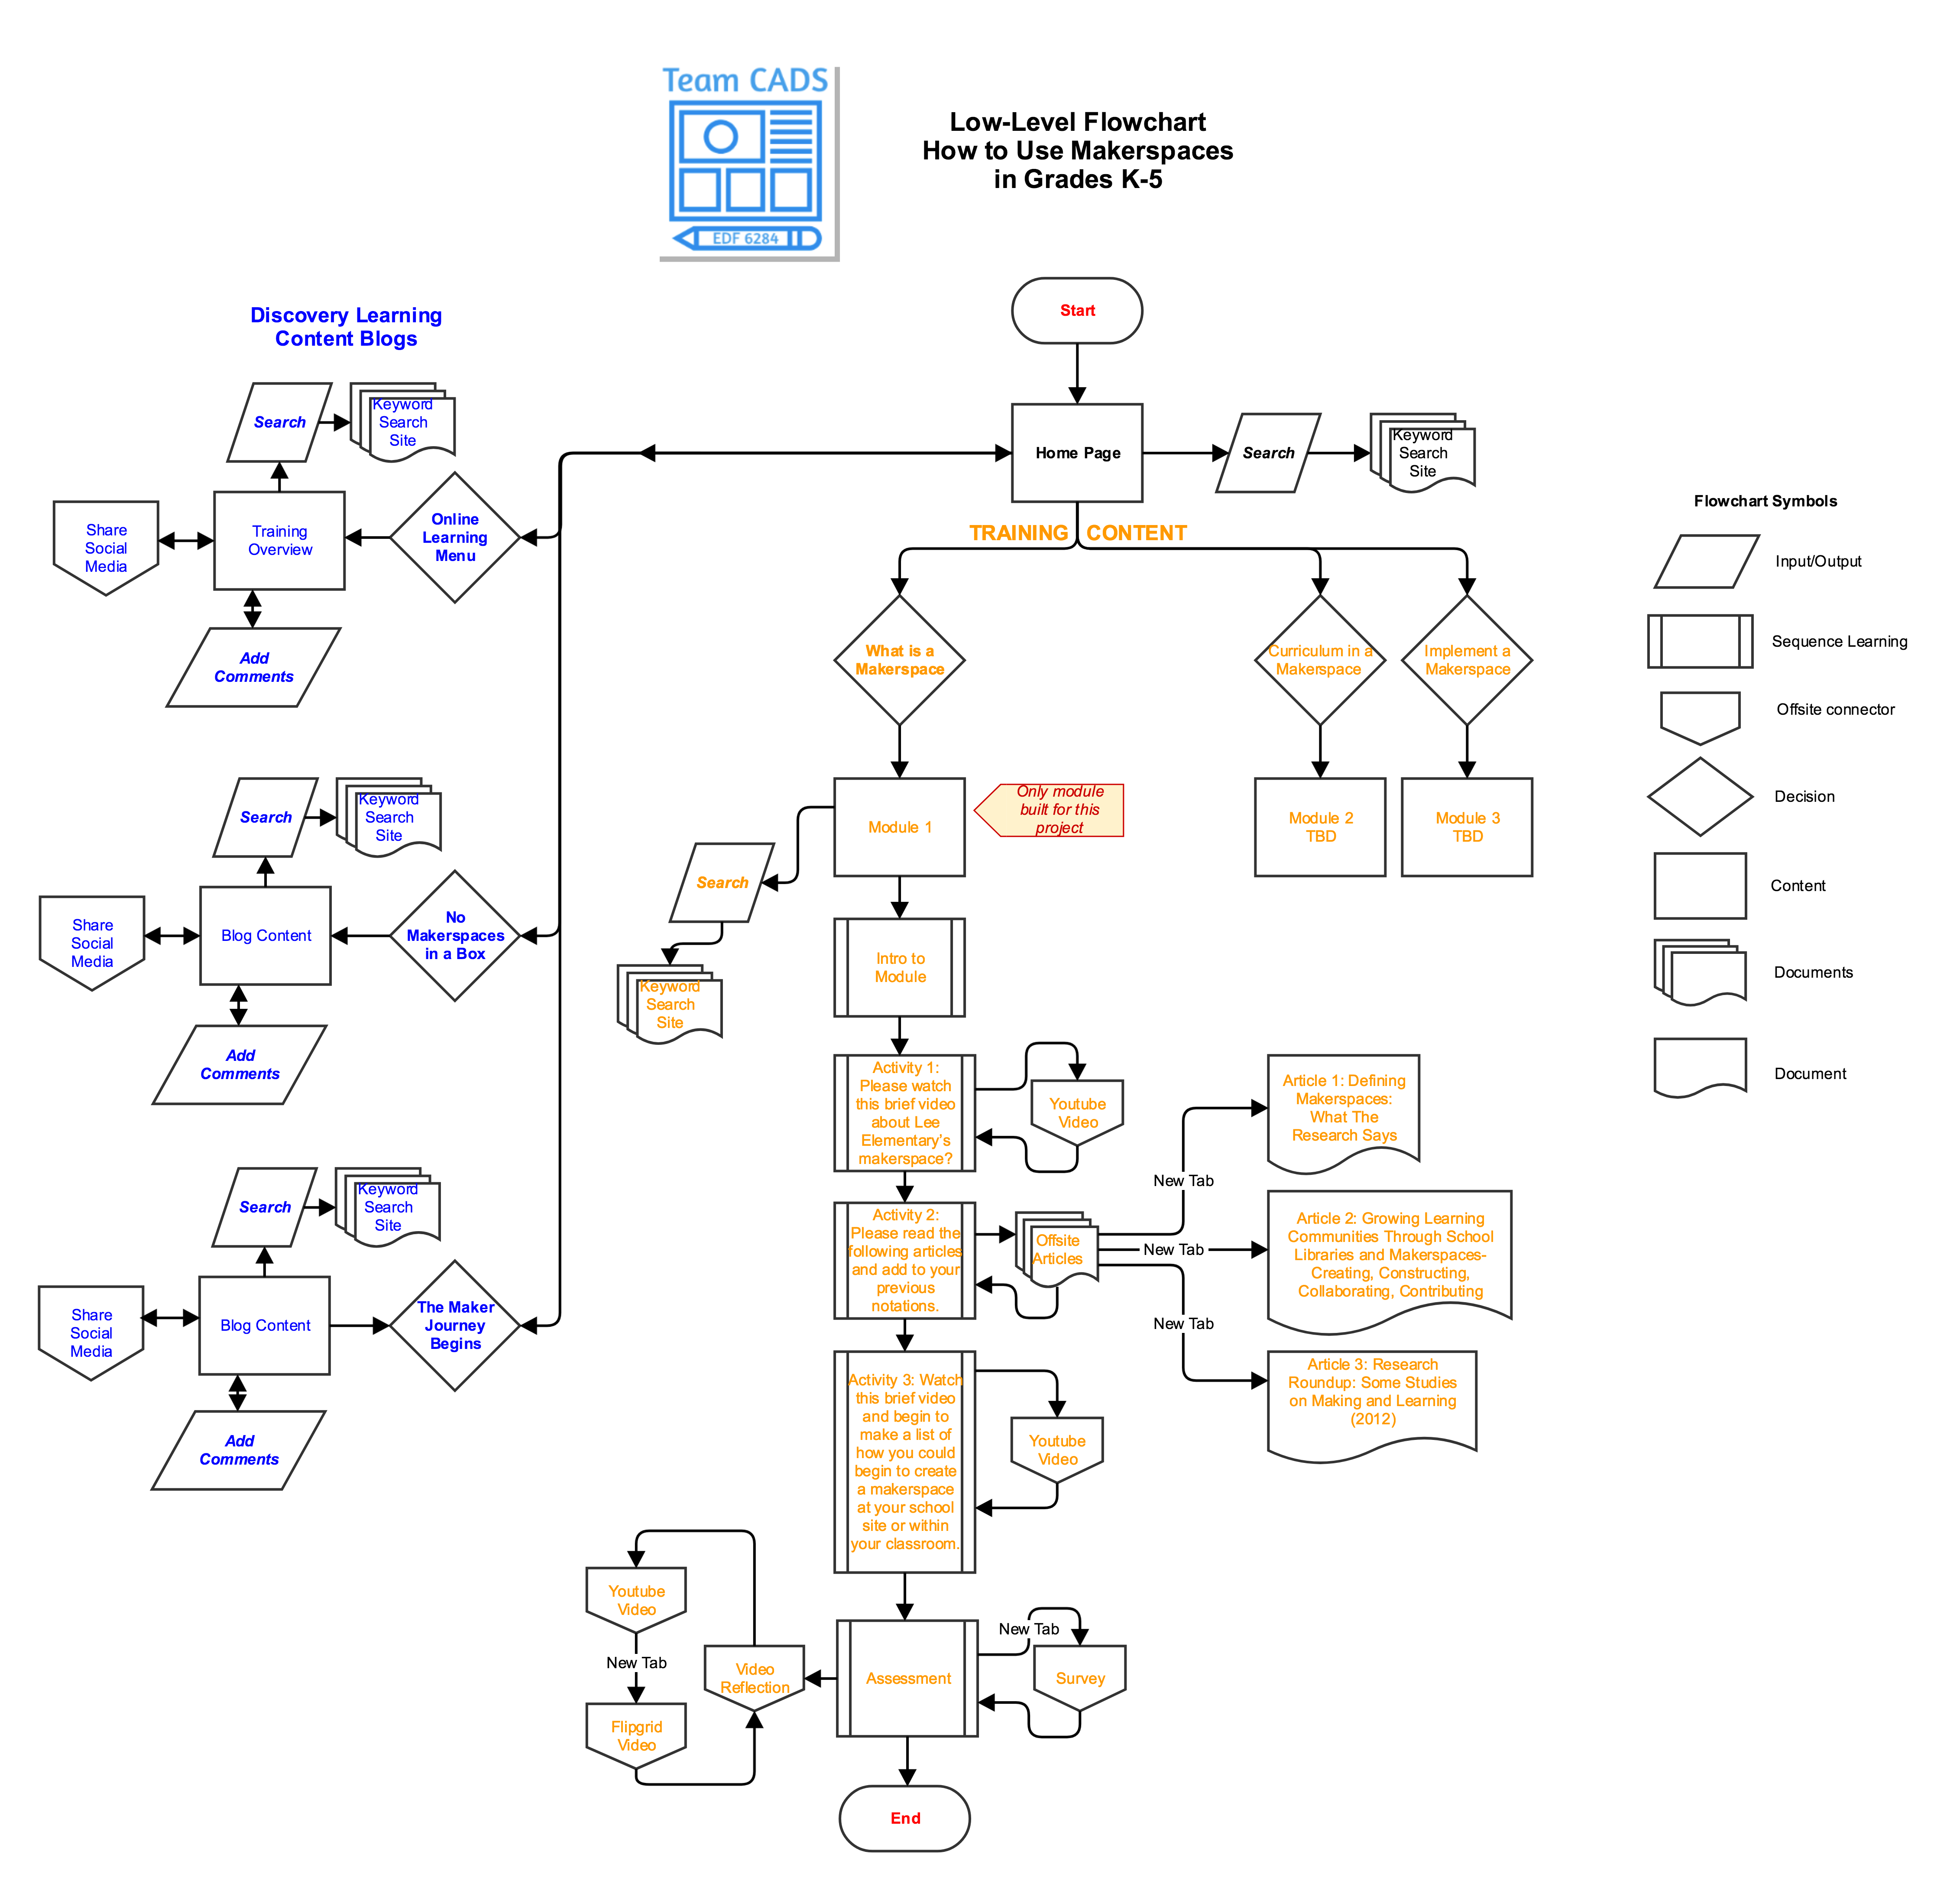 Team CADS
EDF 6284
Low-Level Flowchart
How to Use Makerspaces
in Grades K-5
Start
Home Page
Search
Keyword
Search
Site
Discovery Learning
Content Blogs
Search
Keyword
Search
Site
Share
Social
Media
Training
Overview
Online
Learning
Menu
Add
Comments
Search
Keyword
Search
Site
Share
Social
Media
Blog Content
No
Makerspaces
in a Box
Add
Comments
Search
Keyword
Search
Site
Share
Social
Media
Blog Content
The Maker
Journey
Begins
Add
Comments
TRAINING CONTENT
What is a
Makerspace
Curriculum in a
Makerspace
Implement a
Makerspace
Module 1
Only module
built for this
project
Module 2
TBD
Module 3
TBD
Search
Keyword
Search
Site
Intro to
Module
Activity 1:
Please watch
this brief video
about Lee
Elementary's
makerspace?
Youtube
Video
Activity 2:
Please read the
following articles
and add to your
previous
notations.
Offsite
Articles
New Tab
New Tab
New Tab
Article 1: Defining
Makerspaces:
What The
Research Says
Article 2: Growing Learning
Communities Through School
Libraries and Makerspaces-
Creating, Constructing,
Collaborating, Contributing
Article 3: Research
Roundup: Some Studies
on Making and Learning
(2012)
Activity 3: Watch
this brief video
and begin to
make a list of
how you could
begin to create
a makerspace
at your school
site or within
your classroom.
Youtube
Video
Assessment
New Tab
Survey
Video
Reflection
Youtube
Video
New Tab
Flipgrid
Video
End
Flowchart Symbols
Input/Output
Sequence Learning
Offsite connector
Decision
Content
Documents
Document